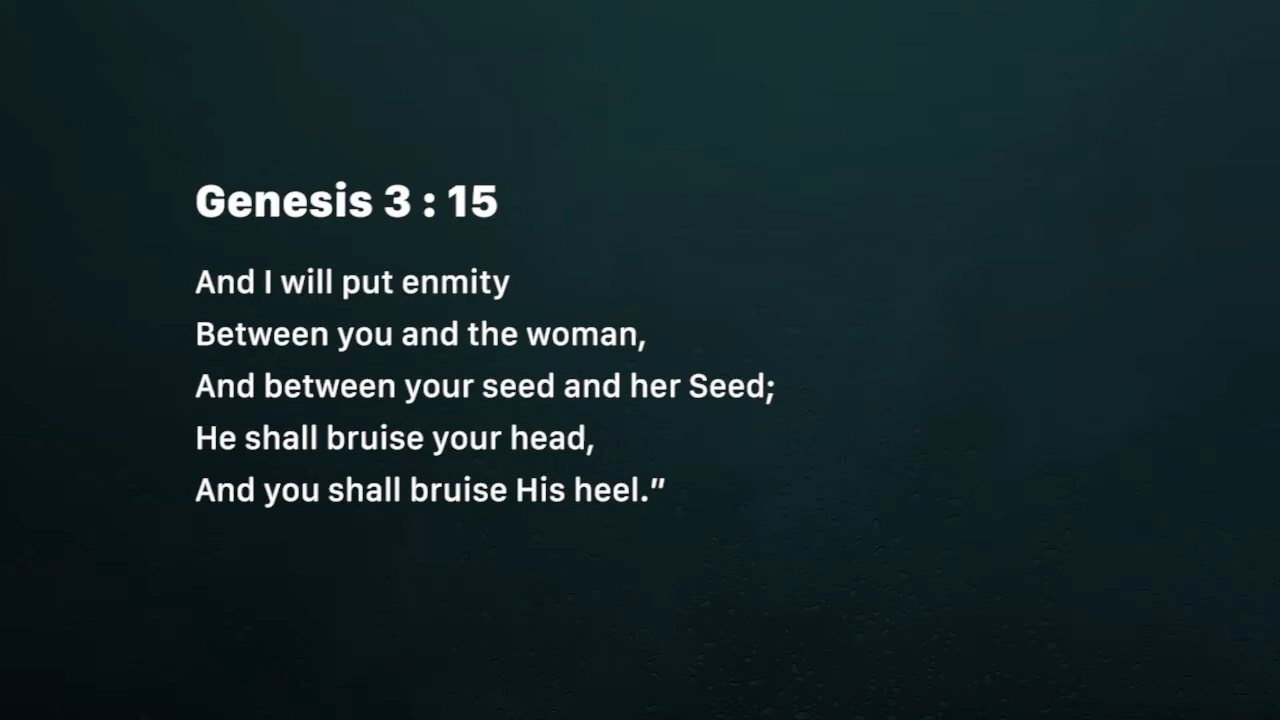 Genesis 3 : 15
And I will put enmity
Between you and the woman,
And between your seed and her Seed;
He shall bruise your head,
And you shall bruise His heel.”